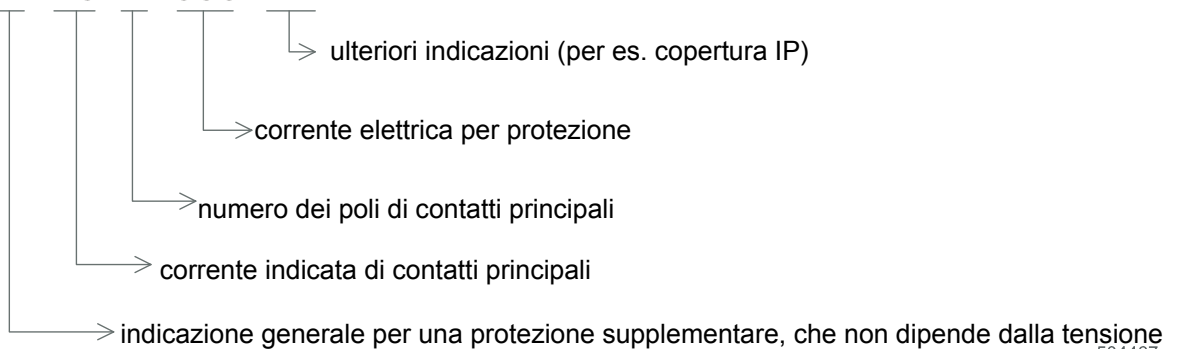 ulteriori indicazioni (per es. copertura IP)
corrente elettrica per protezione
numero dei poli di contatti principali
corrente indicata di contatti principali
indicazione generale per una protezione supplementare, che non dipende dalla tensione